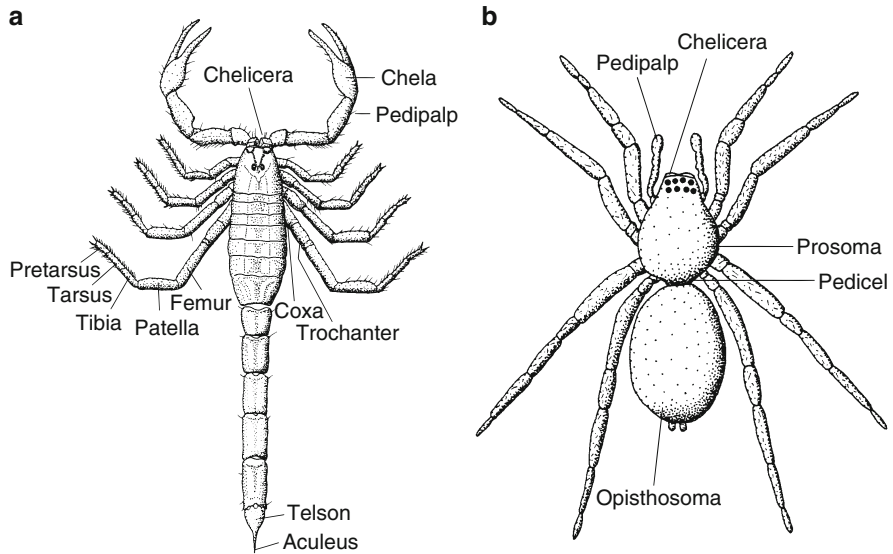 a
Chelicera
Chela
Pedipalp
Pretarsus
Tarsus
Tibia
Patella
Femur
Coxa
Trochanter
Telson
Aculeus
b
Chelicera
Pedipalp
Prosoma
Pedicel
Opisthosoma